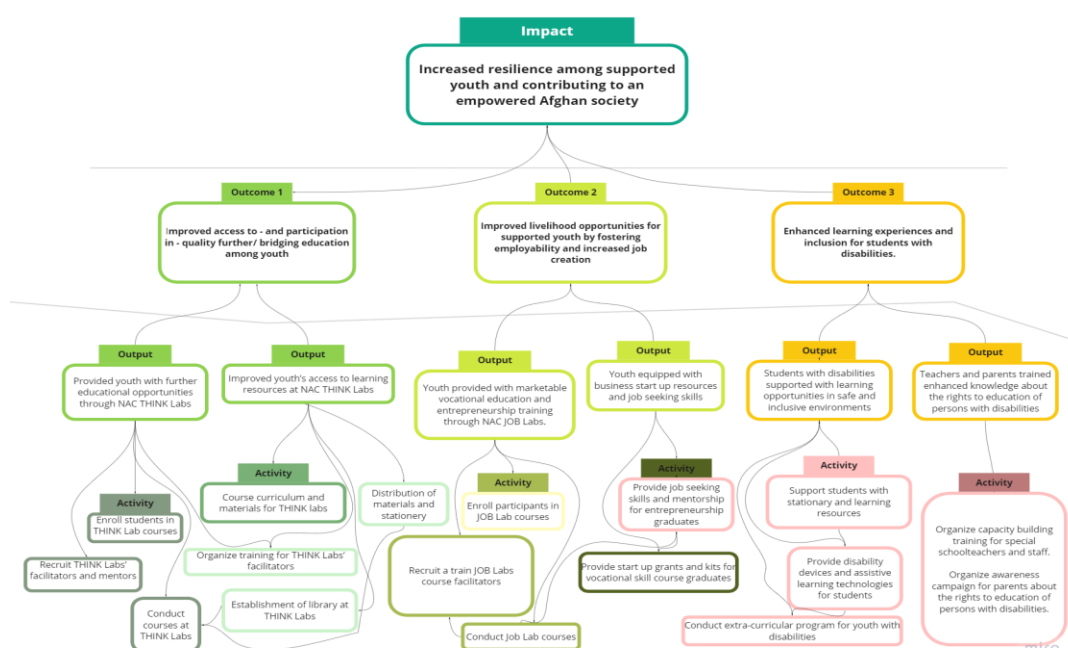 Impact
Increased resilience among supported
youth and contributing to an
empowered Afghan society
Outcome 1
Improved access to - and participation
in - quality further/ bridging education
among youth
Outcome 2
Improved livelihood opportunities for
supported youth by fostering
employability and increased job
creation
Outcome 3
Enhanced learning experiences and
inclusion for students with
disabilities.
Output
Provided youth with further
educational opportunities
through NAC THINK Labs
Output
Improved youth's access to learning
resources at NAC THINK Labs
Output
Youth provided with marketable
vocational education and
entrepreneurship training
through NAC JOB Labs.
Output
Youth equipped with
business start up resources
and job seeking skills
Output
Students with disabilities
supported with learning
opportunities in safe and
inclusive environments
Output
Teachers and parents trained
enhanced knowledge about
the rights to education of
persons with disabilities
Activity
Enroll students in
THINK Lab courses
Recruit THINK Labs'
facilitators and mentors
Conduct
courses at
THINK Labs
Activity
Course curriculum and
materials for THINK labs
Distribution of
materials and
stationery
Organize training for THINK Labs'
facilitators
Establishment of library at
THINK Labs
Activity
Enroll participants in
JOB Lab courses
Recruit a train JOB Labs
course facilitators
Conduct Job Lab courses
Activity
Provide job seeking
skills and mentorship
for entrepreneurship
graduates
Provide start up grants and kits for
vocational skill course graduates
Activity
Support students with
stationary and learning
resources
Provide disability
devices and assistive
learning technologies
for students
Conduct extra-curricular program for youth with
disabilities
Activity
Organize capacity building
training for special
schoolteachers and staff.
Organize awareness
campaign for parents about
the rights to education of
persons with disabilities.
miro